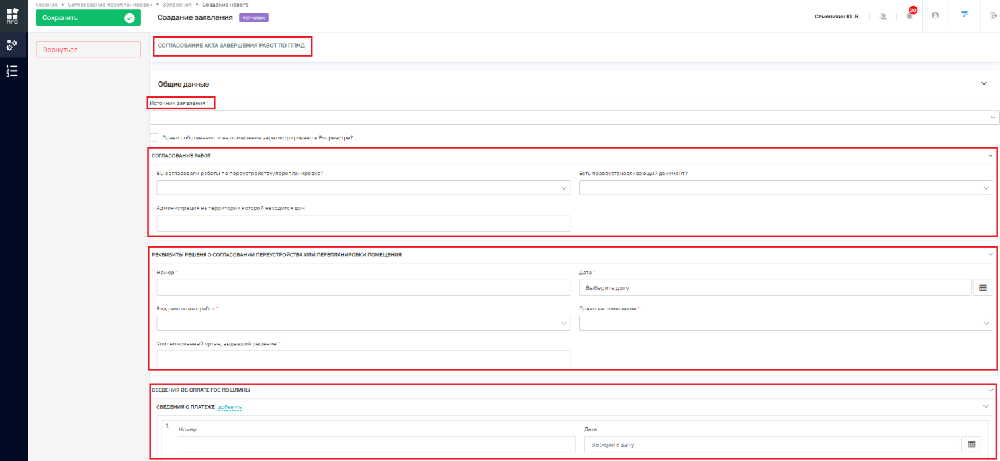 Главная ▸ Согласование перепланировок ▸ Заявления ▸ Создание нового
пгс
Сохранить
Создание заявления ЧЕРНОВИК
Семенихин Ю. В.
20
Вернуться
СОГЛАСОВАНИЕ АКТА ЗАВЕРШЕНИЯ РАБОТ ПО ППМД
Общие данные
Источник заявления *
Право собственности на помещение зарегистрировано в Росреестре?
СОГЛАСОВАНИЕ РАБОТ
Вы согласовали работы по переустройству/перепланировке?
Есть правоустанавливающий документ?
Администрация на территории которой находится дом
РЕКВИЗИТЫ РЕШЕНЯ О СОГЛАСОВАНИИ ПЕРЕУСТРОЙСТВА ИЛИ ПЕРЕПЛАНИРОВКИ ПОМЕЩЕНИЯ
Номер *
Дата *
Выберите дату
Вид ремонтных работ *
Право на помещение *
Уполномоченный орган, выдавший решение *
СВЕДЕНИЯ ОБ ОПЛАТЕ ГОС ПОШЛИНЫ
СВЕДЕНИЯ О ПЛАТЕЖЕ добавить
1
Номер
Дата
Выберите дату